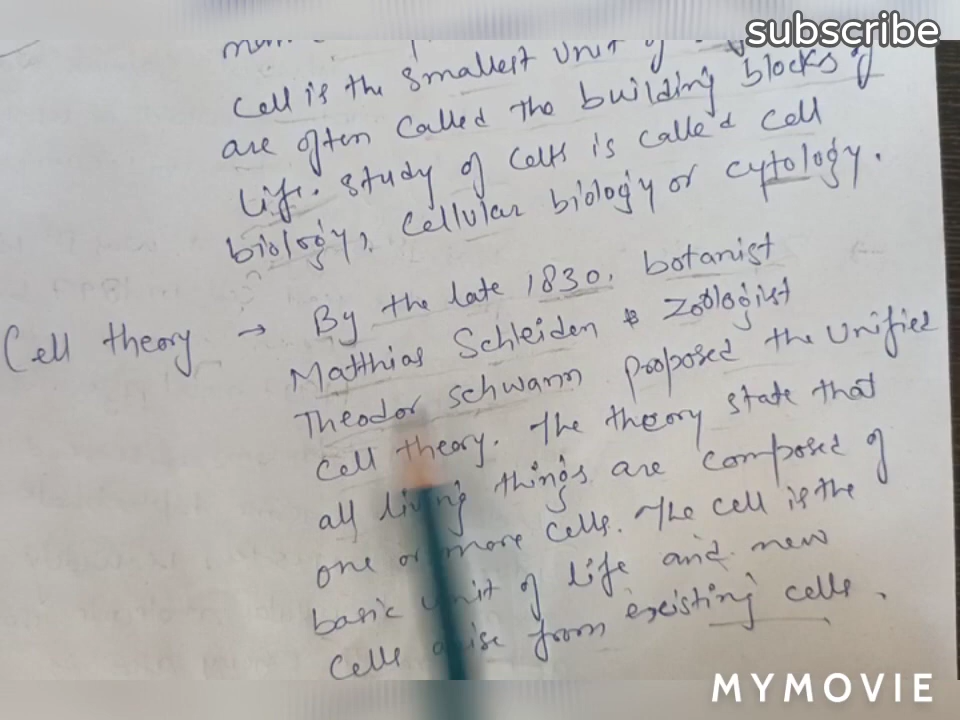 subscribe
Cell is the smallest unit of
are often called the building blocks of
life. Study of cells is called cell
biology, cellular biology or cytology.
Cell theory → By the late 1830. botanist
Matthias Schleiden & Zoologist
Theodor Schwann proposed the Unified
cell theory. The theory state that
all living things are composed of
one or more cells. The cell is the
basic unit of life and new
cells arise from existing cells.
MYMOVIE